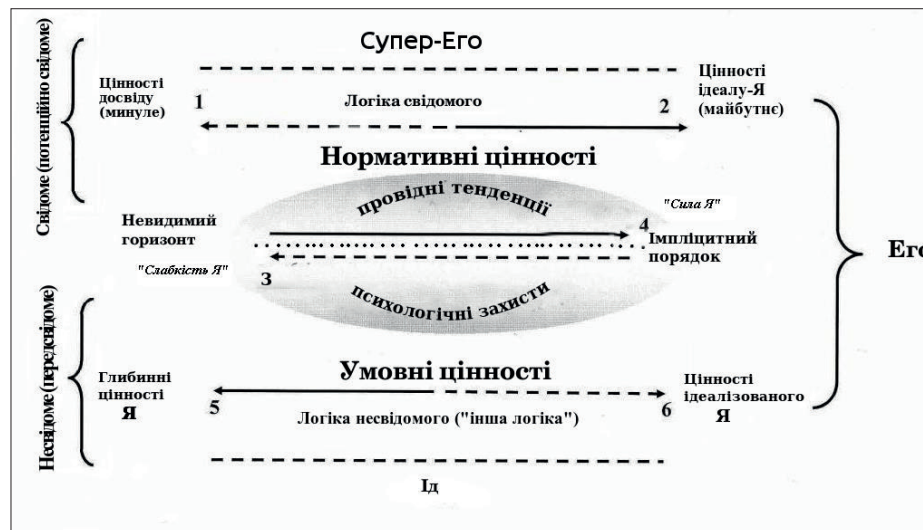 Супер-Его
Свідоме (потенційно свідоме)
Цінності
досвіду
(минуле)
1
Логіка свідомого
2
Цінності
ідеалу-Я
(майбутнє)
Нормативні цінності
провідні тенденції
"Сила Я"
Невидимий
горизонт
4
Імпліцитний
порядок
Его
"Слабкість Я"
3
психологічні захисти
Несвідоме (передсвідоме)
Умовні цінності
Глибинні
цінності
Я
5
Логіка несвідомого ("інша логіка")
6
Цінності
ідеалізованого
Я
Ід